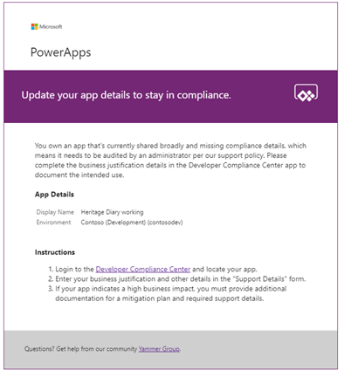 Microsoft
PowerApps
Update your app details to stay in compliance.
You own an app that's currently shared broadly and missing compliance details, which
means it needs to be audited by an administrator per our support policy. Please
complete the business justification details in the Developer Compliance Center app to
document the intended use.
App Details
Display Name Heritage Diary working
Environment Contoso (Development) (contosodev)
Instructions
1. Login to the Developer Compliance Center and locate your app.
2. Enter your business justification and other details in the "Support Details" form.
3. If your app indicates a high business impact, you must provide additional
documentation for a mitigation plan and required support details.
Questions? Get help from our community Yammer Group.